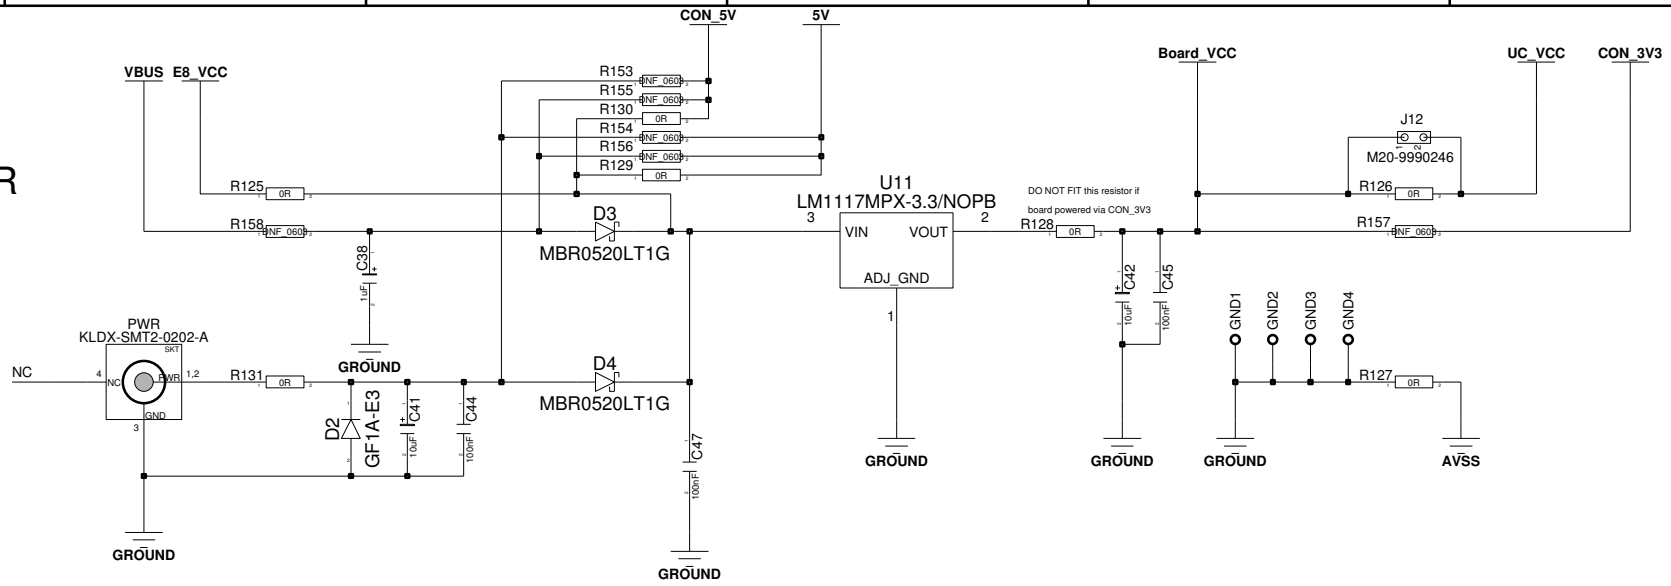 CON_5V 5V
Board_VCC UC_VCC CON_3V3
VBUS E8_VCC
R153 DNF_0603
R155 DNF_0603
R130 0R
R154 DNF_0603
R156 DNF_0603
R129 0R
J12
1 2
M20-9990246
R
R125 0R
R126 0R
U11
LM1117MPX-3.3/NOPB
DO NOT FIT this resistor if
board powered via CON_3V3
R158 DNF_0603
D3
MBR0520LT1G
3 VIN VOUT 2
ADJ_GND
1
R128 0R
R157 DNF_0603
C38
1uF
GROUND
C42
10uF
C45
100nF
GND1 GND2 GND3 GND4
PWR
KLDX-SMT2-0202-A
SKT
NC 4 NC PWR 1,2
GND
3
R131 0R
D4
MBR0520LT1G
R127 0R
D2
GF1A-E3
C41
10uF
C44
100nF
C47
100nF
GROUND GROUND GROUND AVSS
GROUND
GROUND